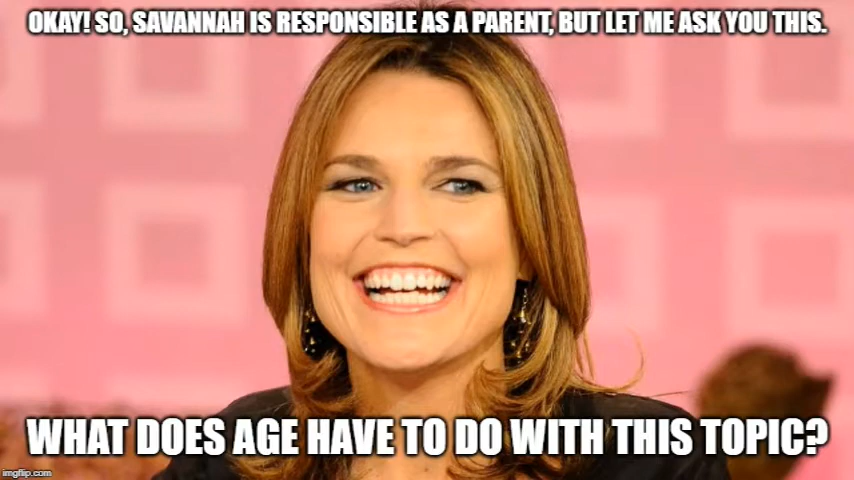 OKAY! SO, SAVANNAH IS RESPONSIBLE AS A PARENT, BUT LET ME ASK YOU THIS.
WHAT DOES AGE HAVE TO DO WITH THIS TOPIC?
imgflip.com